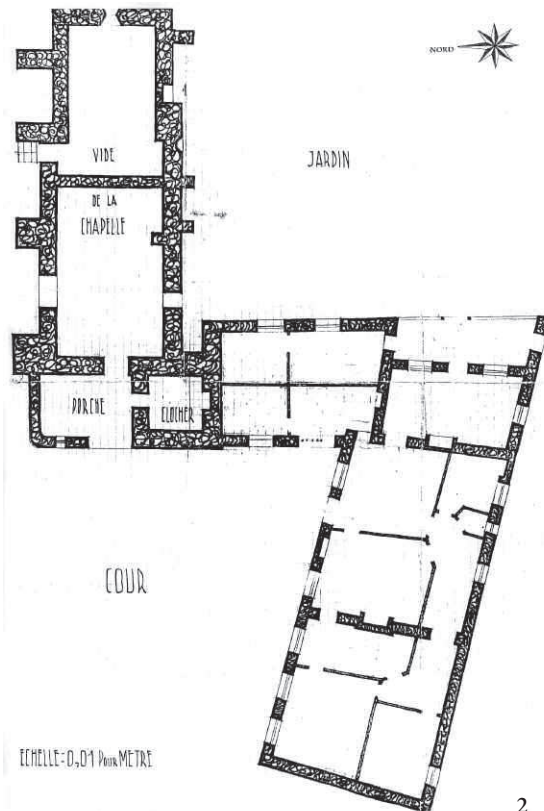 NORD
VIDE
DE LA
CHAPELLE
JARDIN
PORCHE
CLOCHER
COUR
ECHELLE=0,01 POUR METRE
2